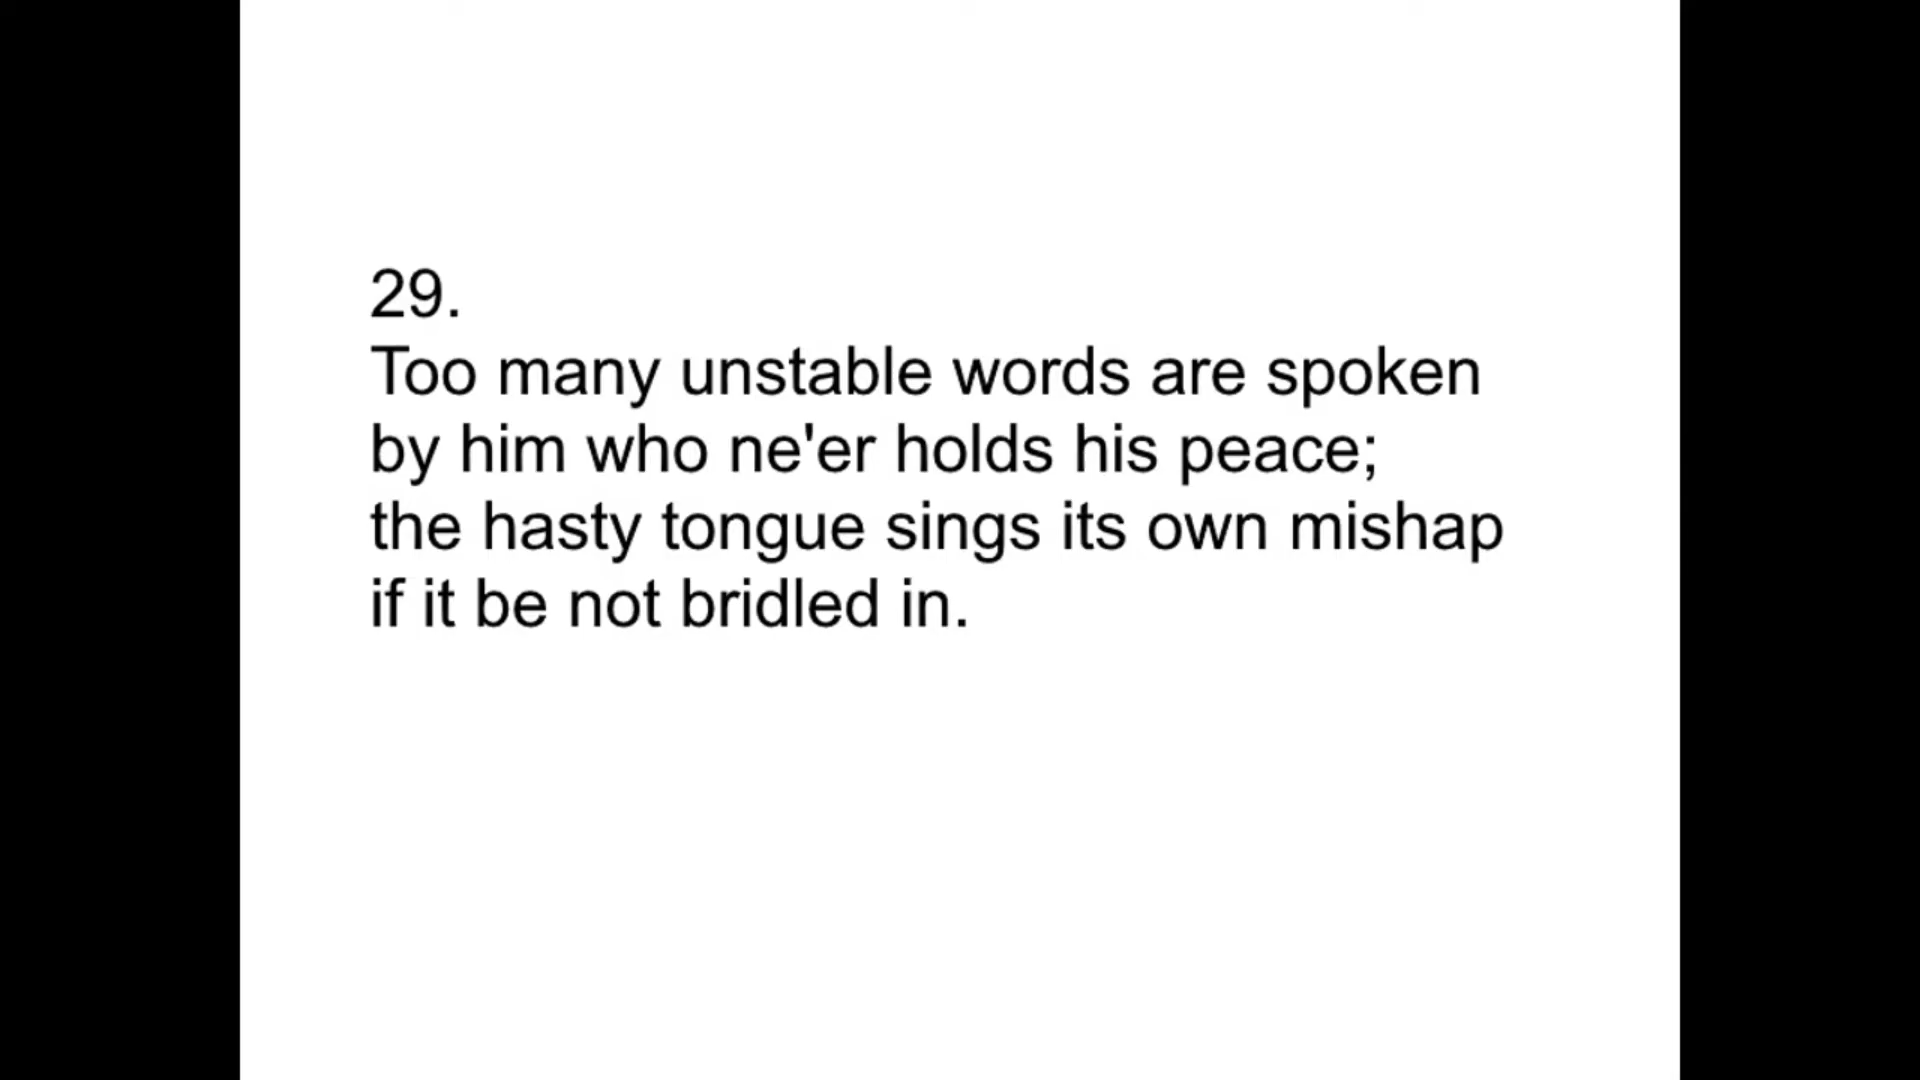 29.
Too many unstable words are spoken
by him who ne'er holds his peace;
the hasty tongue sings its own mishap
if it be not bridled in.